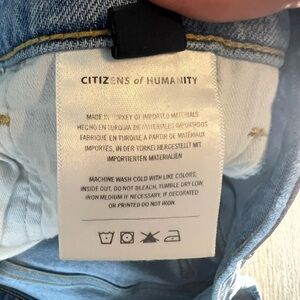 CITIZENS of HUMANITY
MADE IN TURKEY OF IMPORTED MATERIALS
HECHO EN TURQUIA DE MATERIALES IMPORTADOS
FABRIQUÉ EN TURQUIE A PARTIR DE MATÉRIAUX
IMPORTÉS, IN DER TÜRKEI HERGESTELLT MIT
IMPORTIERTEN MATERIALIEN
MACHINE WASH COLD WITH LIKE COLORS,
INSIDE OUT, DO NOT BLEACH, TUMBLE DRY LOW,
IRON MEDIUM IF NECESSARY, IF DECORATED
OR PRINTED DO NOT IRON.